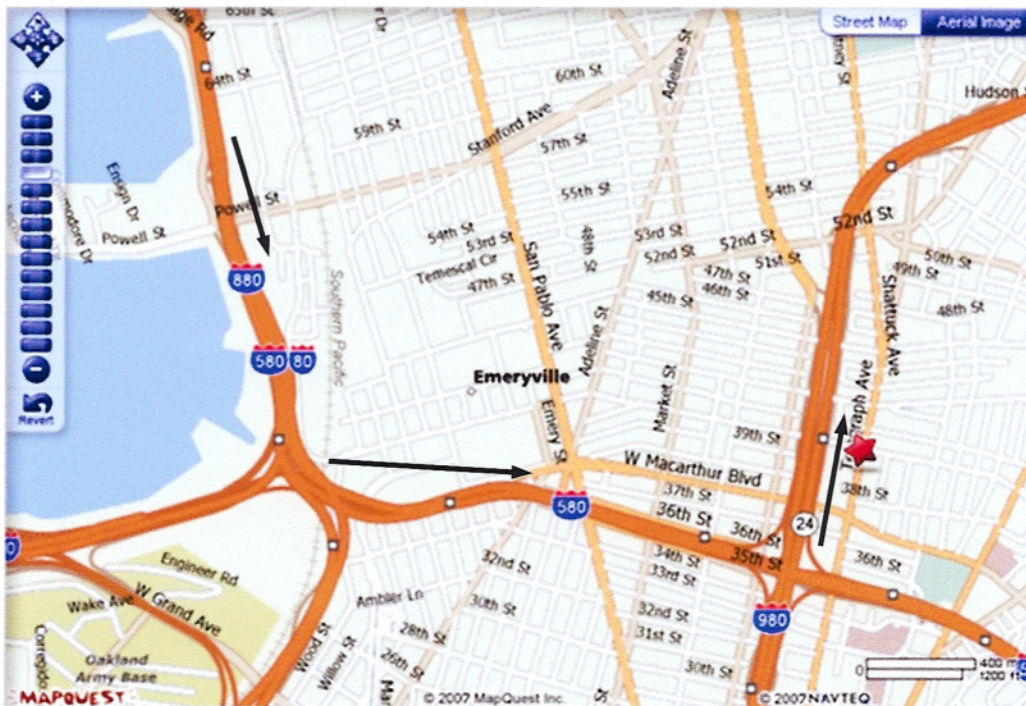 Street Map
Aerial Image
65th St
64th St
60th St
Adeline St
Hudson
59th St
Stanford Ave
57th St
Ensign Dr
Powell St
Powell St
55th St
54th St
52nd St
54th St
53rd St
Temescal Cir
47th St
48th St
53rd St
52nd St
52nd St
51st St
47th St
46th St
45th St
50th St
49th St
48th St
San Pablo Ave
Shattuck Ave
880
Southern Pacific
580
80
Adeline St
Emeryville
Market St
Revert
Emery St
39th St
W Macarthur Blvd
38th St
37th St
580
36th St
36th St
24
35th St
36th St
34th St
33rd St
32nd St
Engineer Rd
Wake Ave
W Grand Ave
Ambler Ln
30th St
32nd St
980
28th St
31st St
Wood St
Willow St
26th St
30th St
Oakland
Army Base
400 m
0
1200 ft
MAPQUEST
© 2007 MapQuest Inc.
© 2007 NAVTEQ